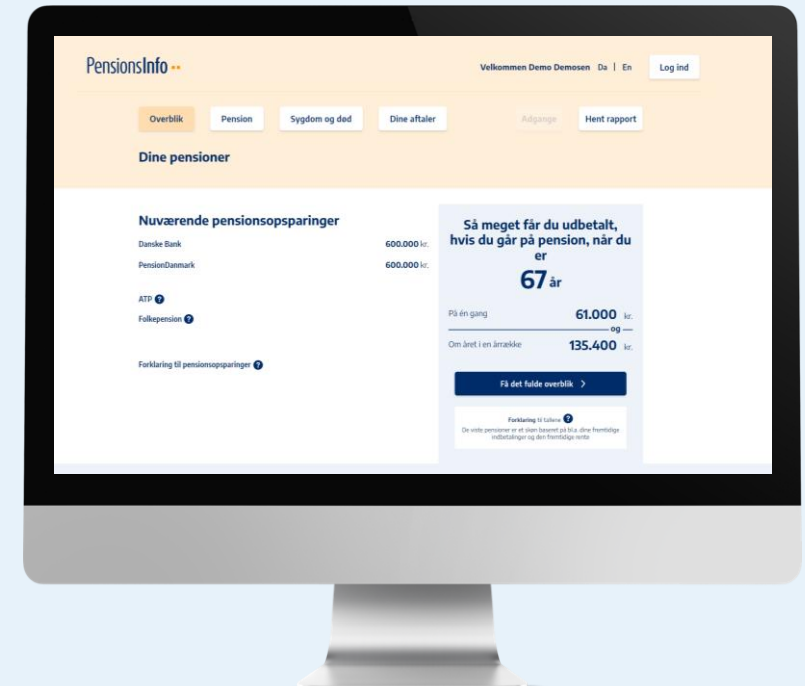 PensionsInfo
Velkommen Demo Demosen Da | En Log ind
Overblik Pension Sygdom og død Dine aftaler Adgange Hent rapport
Dine pensioner
Nuværende pensionsopsparinger
Danske Bank 600.000 kr.
PensionDanmark 600.000 kr.
ATP ?
Folkepension ?
Forklaring til pensionsopsparinger ?
Så meget får du udbetalt,
hvis du går på pension, når du
er
67 år
På én gang 61.000 kr.
og
Om året i en årrække 135.400 kr.
Få det fulde overblik >
Forklaring til tallene ?
De viste pensioner er et skøn baseret på bl.a. dine fremtidige
indbetalinger og den fremtidige rente